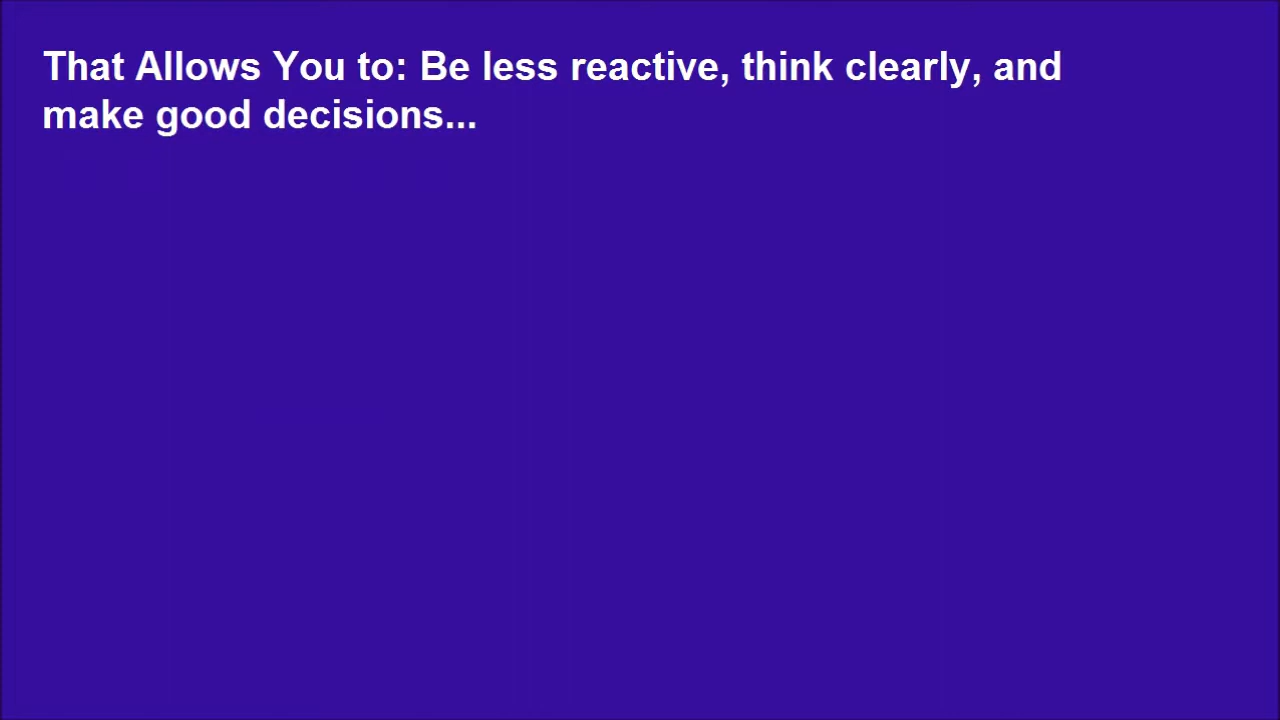 That Allows You to: Be less reactive, think clearly, and
make good decisions...